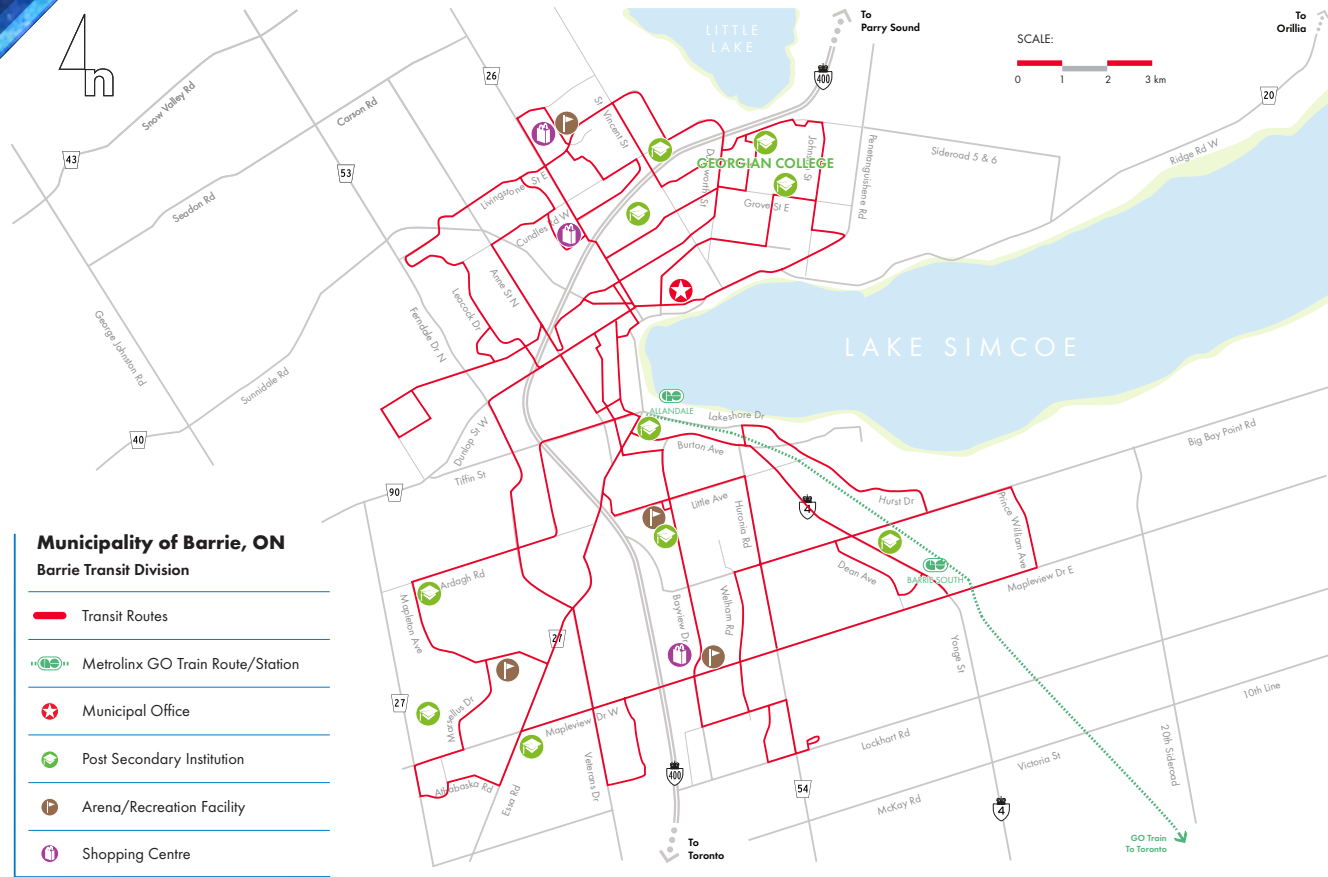 n
To
Parry Sound
To
Orillia
SCALE:
0 1 2 3 km
LITTLE
LAKE
400
26
20
43
53
Snow Valley Rd
Carson Rd
Seadon Rd
St Vincent St
Duckworth St
Johnson St
Penetanguishene Rd
Sideroad 5 & 6
Ridge Rd W
GEORGIAN COLLEGE
Grove St E
Livingstone St E
Cundles Rd W
Anne St N
Leacock Dr
Ferndale Dr N
George Johnston Rd
Sunnidale Rd
LAKE SIMCOE
ALLANDALE
Lakeshore Dr
40
90
Dunlop St W
Tiffin St
Burton Ave
Big Bay Point Rd
Little Ave
Huronia Rd
4
Hurst Dr
Prince William Ave
Dean Ave
BARRIE SOUTH
Mapleview Dr E
Ardagh Rd
Mapleton Ave
27
Bayview Dr
Welham Rd
Yonge St
27
Marsellus Dr
Mapleview Dr W
Veterans Dr
Athabaska Rd
Essa Rd
400
54
4
Lockhart Rd
Victoria St
McKay Rd
10th Line
20th Sideroad
To
Toronto
GO Train
To Toronto
Municipality of Barrie, ON
Barrie Transit Division
Transit Routes
Metrolinx GO Train Route/Station
Municipal Office
Post Secondary Institution
Arena/Recreation Facility
Shopping Centre